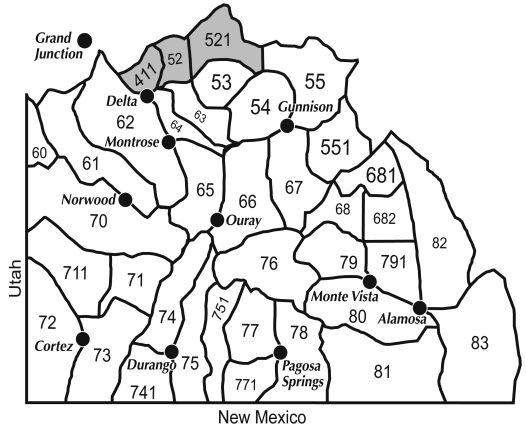 521
Grand
Junction
52
411
53
55
54
Delta
Gunnison
63
62
64
Montrose
551
60
61
681
65
67
Norwood
66
68
682
70
Ouray
82
76
79
791
711
71
Utah
Monte Vista
751
74
80
Alamosa
72
77
78
Cortez
73
83
Durango
75
Pagosa
Springs
81
771
741
New Mexico